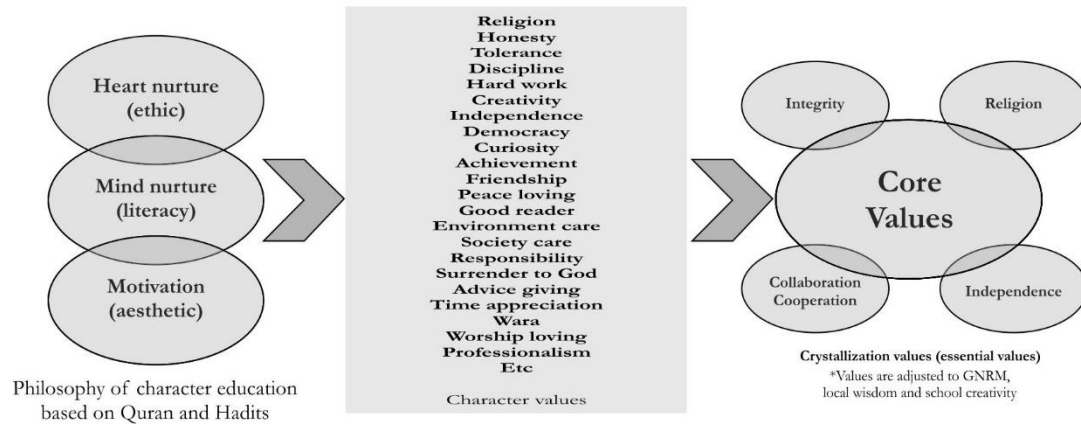 Heart nurture
(ethic)
Mind nurture
(literacy)
Motivation
(aesthetic)
Philosophy of character education
based on Quran and Hadits
Religion
Honesty
Tolerance
Discipline
Hard work
Creativity
Independence
Democracy
Curiosity
Achievement
Friendship
Peace loving
Good reader
Environment care
Society care
Responsibility
Surrender to God
Advice giving
Time appreciation
Wara
Worship loving
Professionalism
Etc
Character values
Integrity
Religion
Core
Values
Collaboration
Cooperation
Independence
Crystallization values (essential values)
*Values are adjusted to GNRM,
local wisdom and school creativity